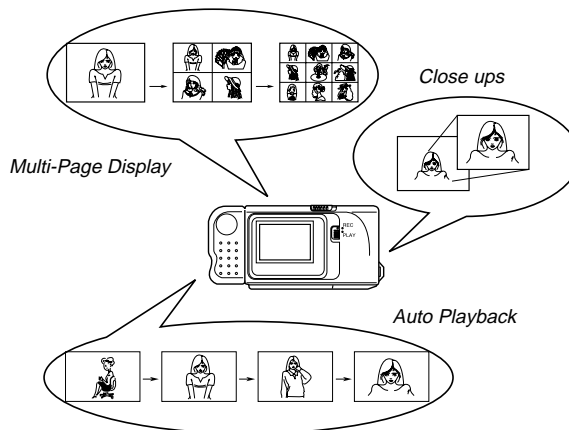 Close ups
Multi-Page Display
REC
PLAY
Auto Playback